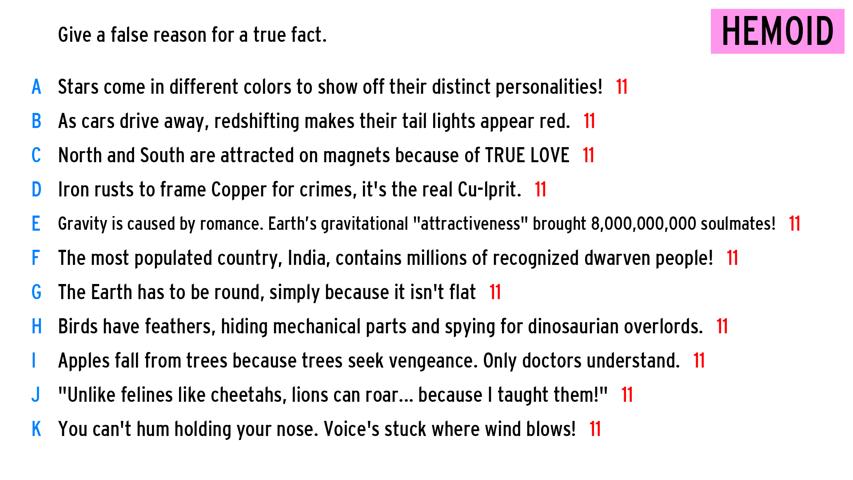 Give a false reason for a true fact.
HEMOID
A Stars come in different colors to show off their distinct personalities! 11
B As cars drive away, redshifting makes their tail lights appear red. 11
C North and South are attracted on magnets because of TRUE LOVE 11
D Iron rusts to frame Copper for crimes, it's the real Cu-lprit. 11
E Gravity is caused by romance. Earth’s gravitational "attractiveness" brought 8,000,000,000 soulmates! 11
F The most populated country, India, contains millions of recognized dwarven people! 11
G The Earth has to be round, simply because it isn't flat 11
H Birds have feathers, hiding mechanical parts and spying for dinosaurian overlords. 11
I Apples fall from trees because trees seek vengeance. Only doctors understand. 11
J "Unlike felines like cheetahs, lions can roar... because I taught them!" 11
K You can't hum holding your nose. Voice's stuck where wind blows! 11